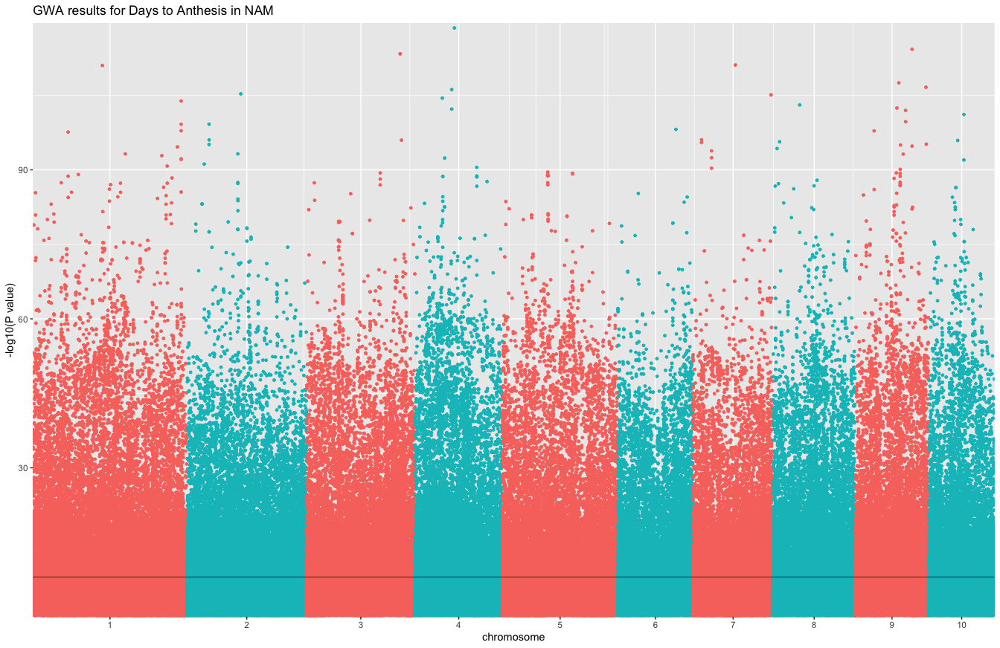 GWA results for Days to Anthesis in NAM
-log10(P value)
90
60
30
1 2 3 4 5 6 7 8 9 10
chromosome